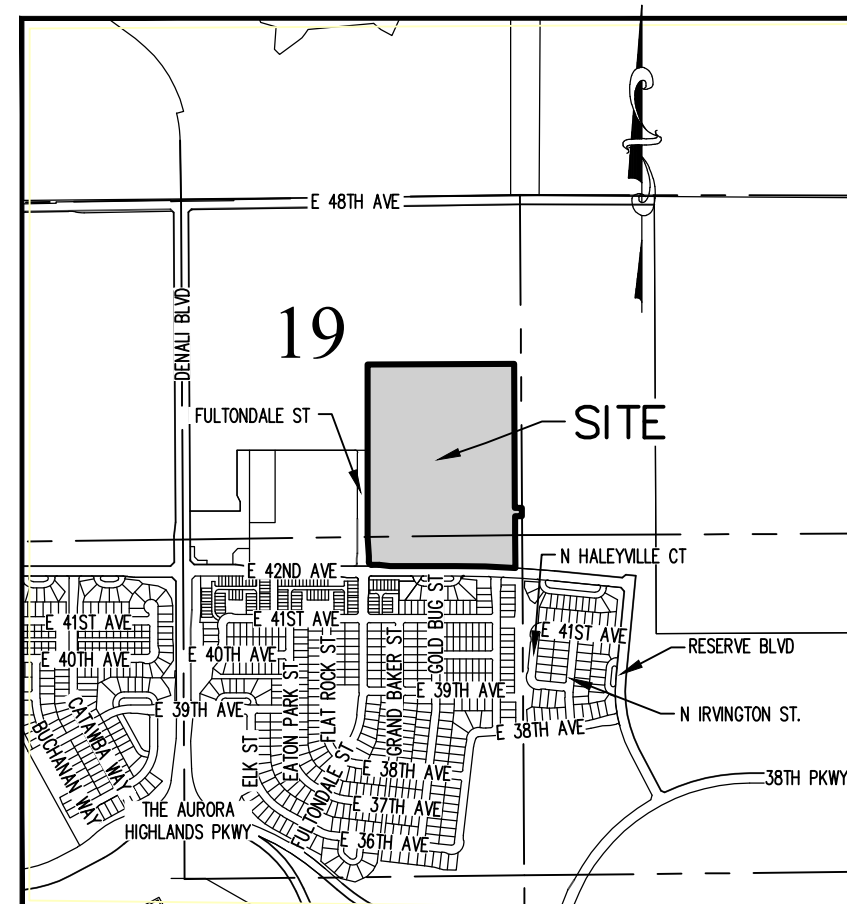 E 48TH AVE
DENALI BLVD
19
FULTONDALE ST
SITE
N HALEYVILLE CT
E 42ND AVE
E 41ST AVE
E 41ST AVE
E 41ST AVE
E 40TH AVE
E 40TH AVE
GOLD BUG ST
RESERVE BLVD
EATON PARK ST
FLAT ROCK ST
GRAND BAKER ST
E 39TH AVE
E 39TH AVE
N IRVINGTON ST.
CATAWBA WAY
BUCHANAN WAY
E 38TH AVE
ELK ST
FULTONDALE ST
E 38TH AVE
38TH PKWY
E 37TH AVE
THE AURORA
HIGHLANDS PKWY
E 36TH AVE